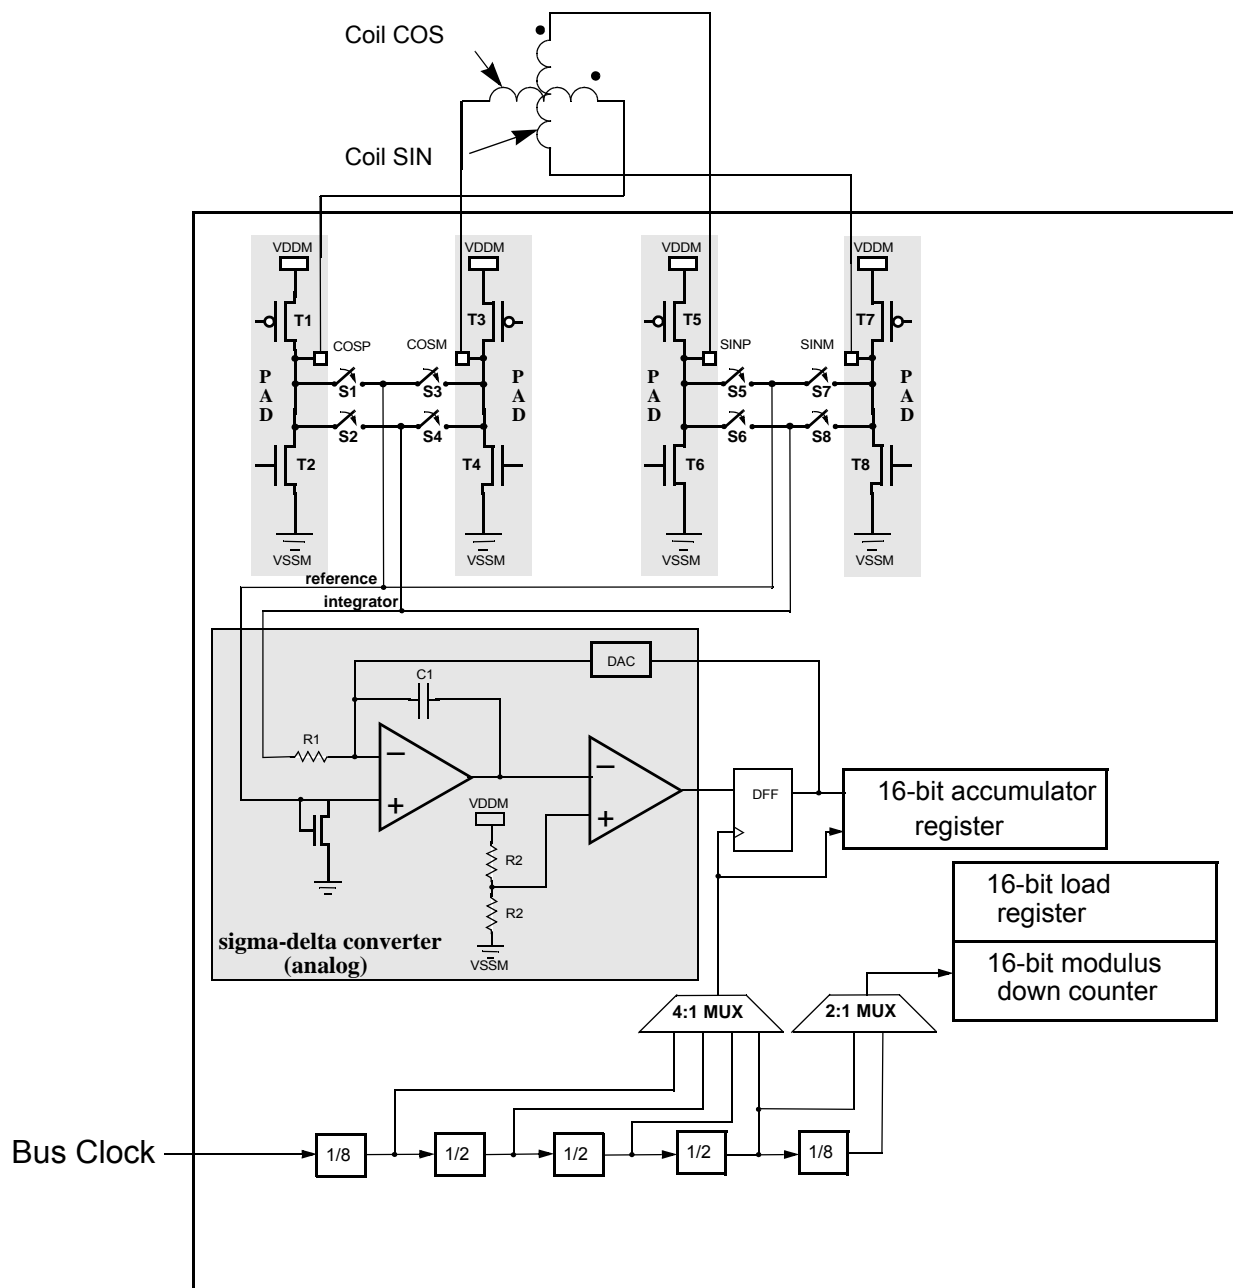 Coil COS
Coil SIN
VDDM VDDM VDDM VDDM
T1 T3 T5 T7
COSP COSM SINP SINM
P A D P A D P A D P A D
S1 S3 S5 S7
S2 S4 S6 S8
T2 T4 T6 T8
VSSM VSSM VSSM VSSM
reference
integrator
DAC
C1
R1
−
+
−
+
VDDM
R2
R2
VSSM
DFF
16-bit accumulator
register
sigma-delta converter
(analog)
16-bit load
register
16-bit modulus
down counter
4:1 MUX 2:1 MUX
Bus Clock 1/8 1/2 1/2 1/2 1/8